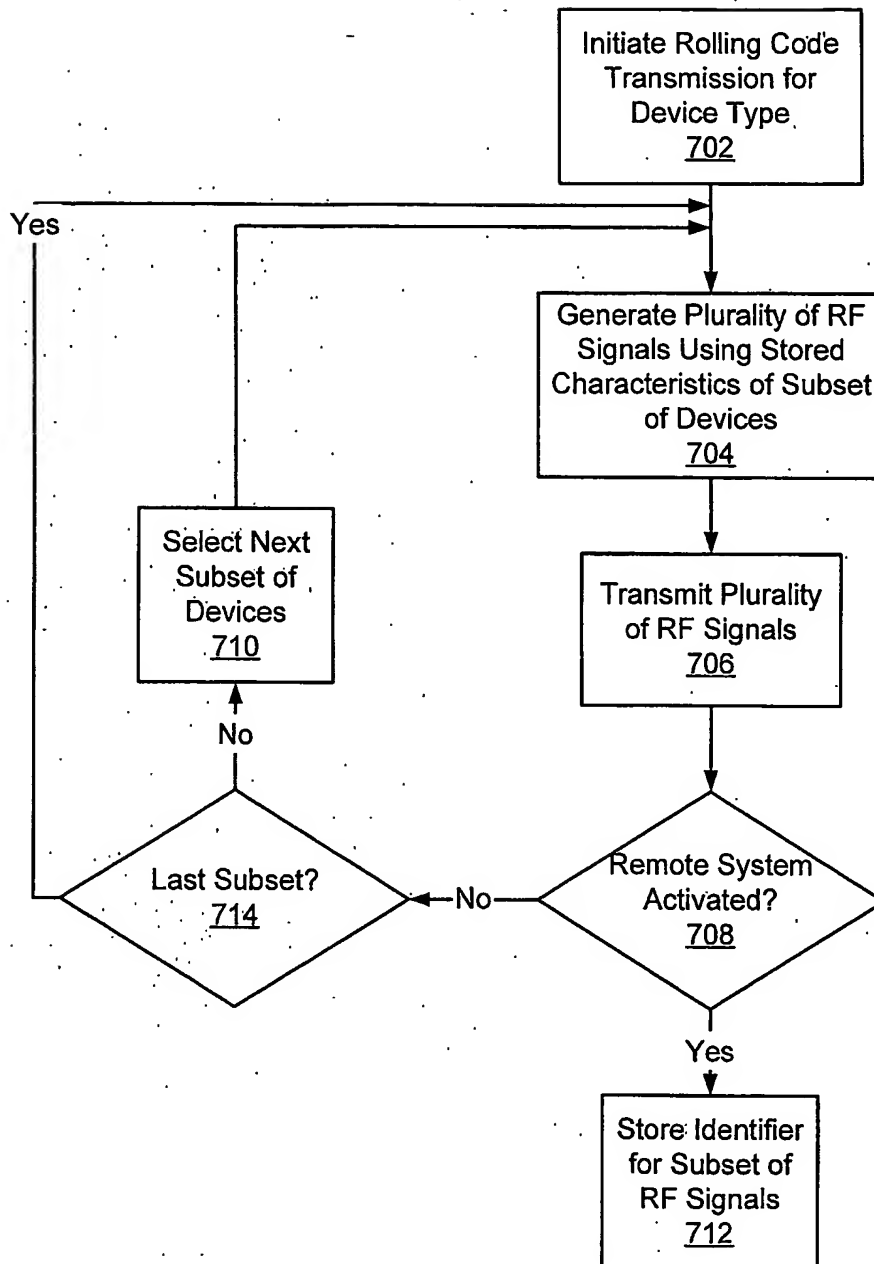 Initiate Rolling Code
Transmission for
Device Type
702
Yes
Generate Plurality of RF
Signals Using Stored
Characteristics of Subset
of Devices
704
Select Next
Subset of
Devices
710
Transmit Plurality
of RF Signals
706
No
Last Subset?
714
No
Remote System
Activated?
708
Yes
Store Identifier
for Subset of
RF Signals
712